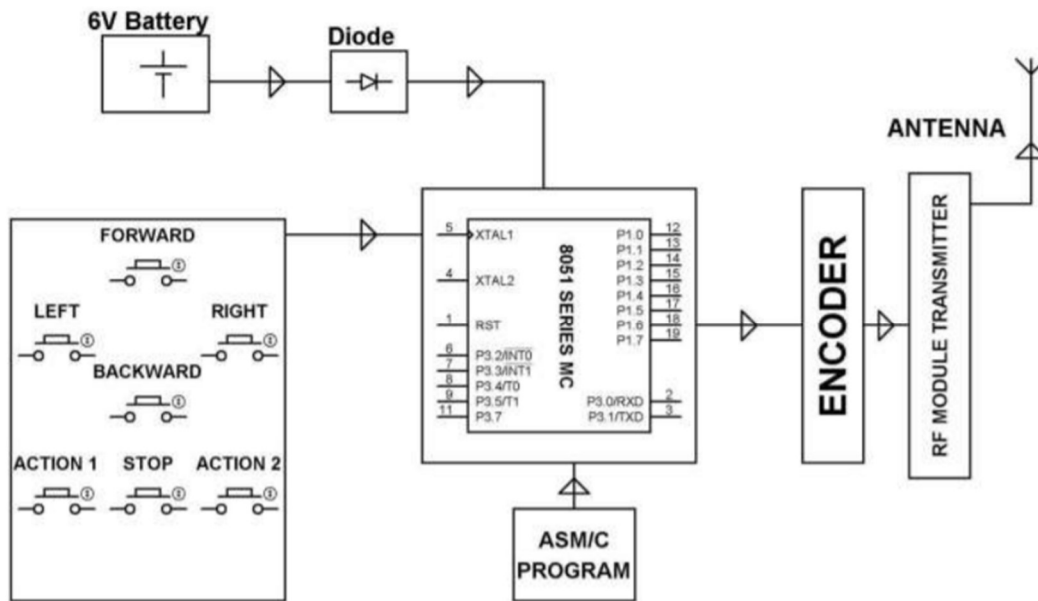 6V Battery
Diode
ANTENNA
FORWARD
LEFT RIGHT
BACKWARD
ACTION 1 STOP ACTION 2
5 XTAL1
4 XTAL2
1 RST
6 P3.2/INT0
7 P3.3/INT1
8 P3.4/T0
9 P3.5/T1
11 P3.7
8051 SERIES MC
P1.0 12
P1.1 13
P1.2 14
P1.3 15
P1.4 16
P1.5 17
P1.6 18
P1.7 19
P3.0/RXD 2
P3.1/TXD 3
ASM/C
PROGRAM
ENCODER
RF MODULE TRANSMITTER